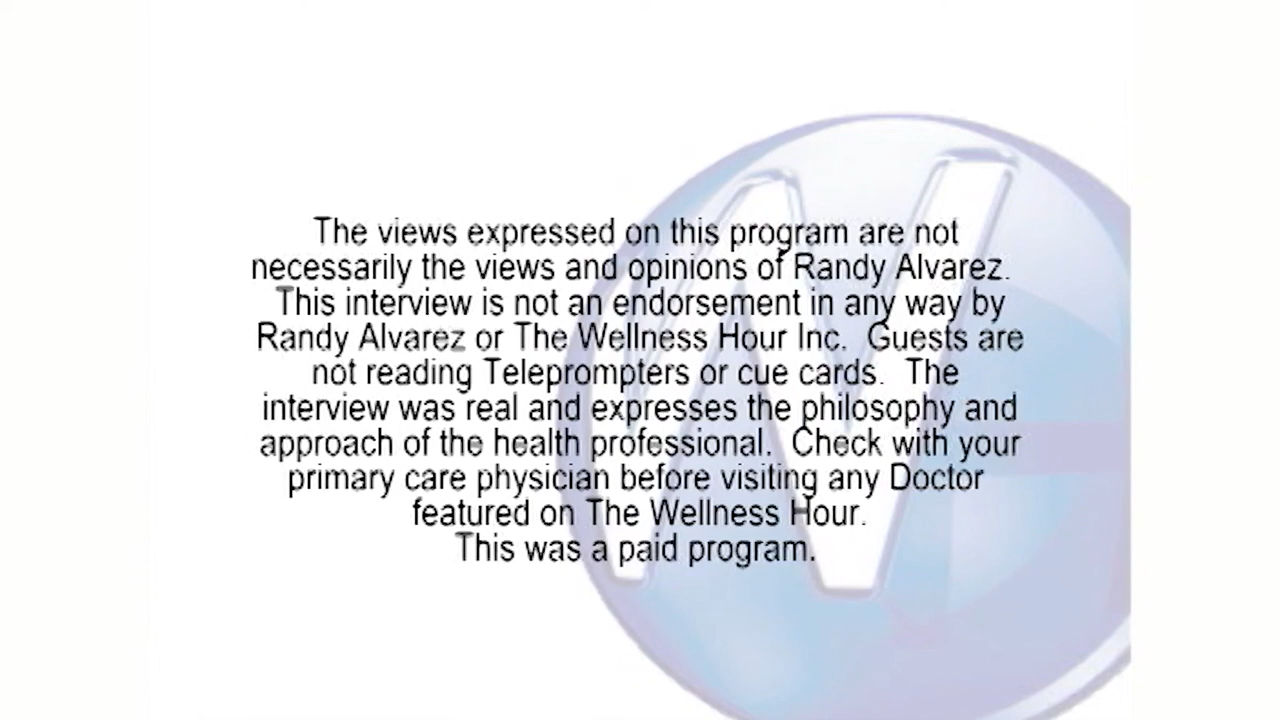 The views expressed on this program are not
necessarily the views and opinions of Randy Alvarez.
This interview is not an endorsement in any way by
Randy Alvarez or The Wellness Hour Inc.  Guests are
not reading Teleprompters or cue cards.  The
interview was real and expresses the philosophy and
approach of the health professional.  Check with your
primary care physician before visiting any Doctor
featured on The Wellness Hour.
This was a paid program.